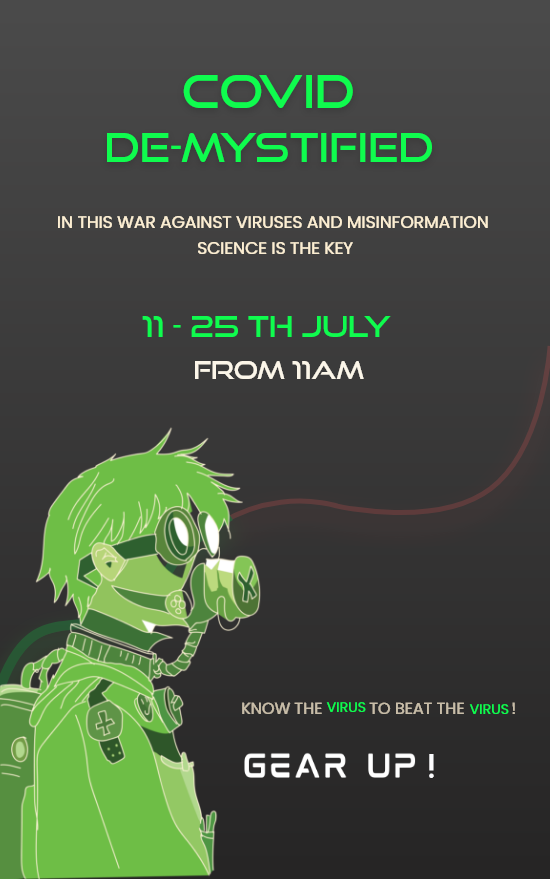 COVID
DE-MYSTIFIED
IN THIS WAR AGAINST VIRUSES AND MISINFORMATION
SCIENCE IS THE KEY
11 - 25 TH JULY
FROM 11AM
KNOW THE VIRUS TO BEAT THE VIRUS !
GEAR UP !